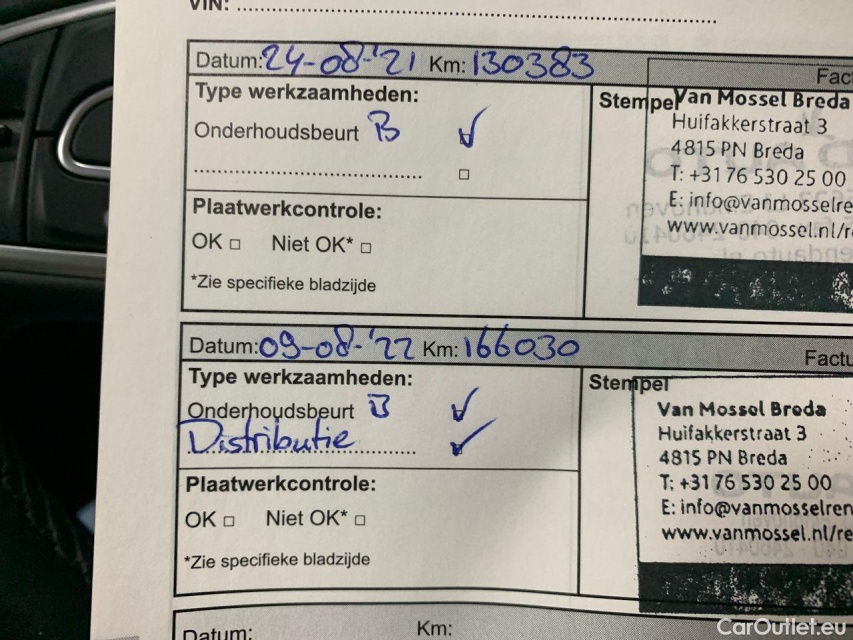 VIN:
Datum: 24-08-'21 Km: 130383
Type werkzaamheden:
Stempel
Van Mossel Breda
Huifakkerstraat 3
Onderhoudsbeurt B
4815 PN Breda
T: +31 76 530 25 00
E: info@vanmosselre
Plaatwerkcontrole:
www.vanmossel.nl/r
OK □ Niet OK* □
*Zie specifieke bladzijde
Datum: 09-08-'22 Km: 166030
Factu
Type werkzaamheden:
Stempel
Van Mossel Breda
Onderhoudsbeurt B
Huifakkerstraat 3
Distributie
4815 PN Breda
T: +31 76 530 25 00
Plaatwerkcontrole:
E: info@vanmosselren
OK □ Niet OK* □
www.vanmossel.nl/re
*Zie specifieke bladzijde
Datum: Km:
CarOutlet.eu